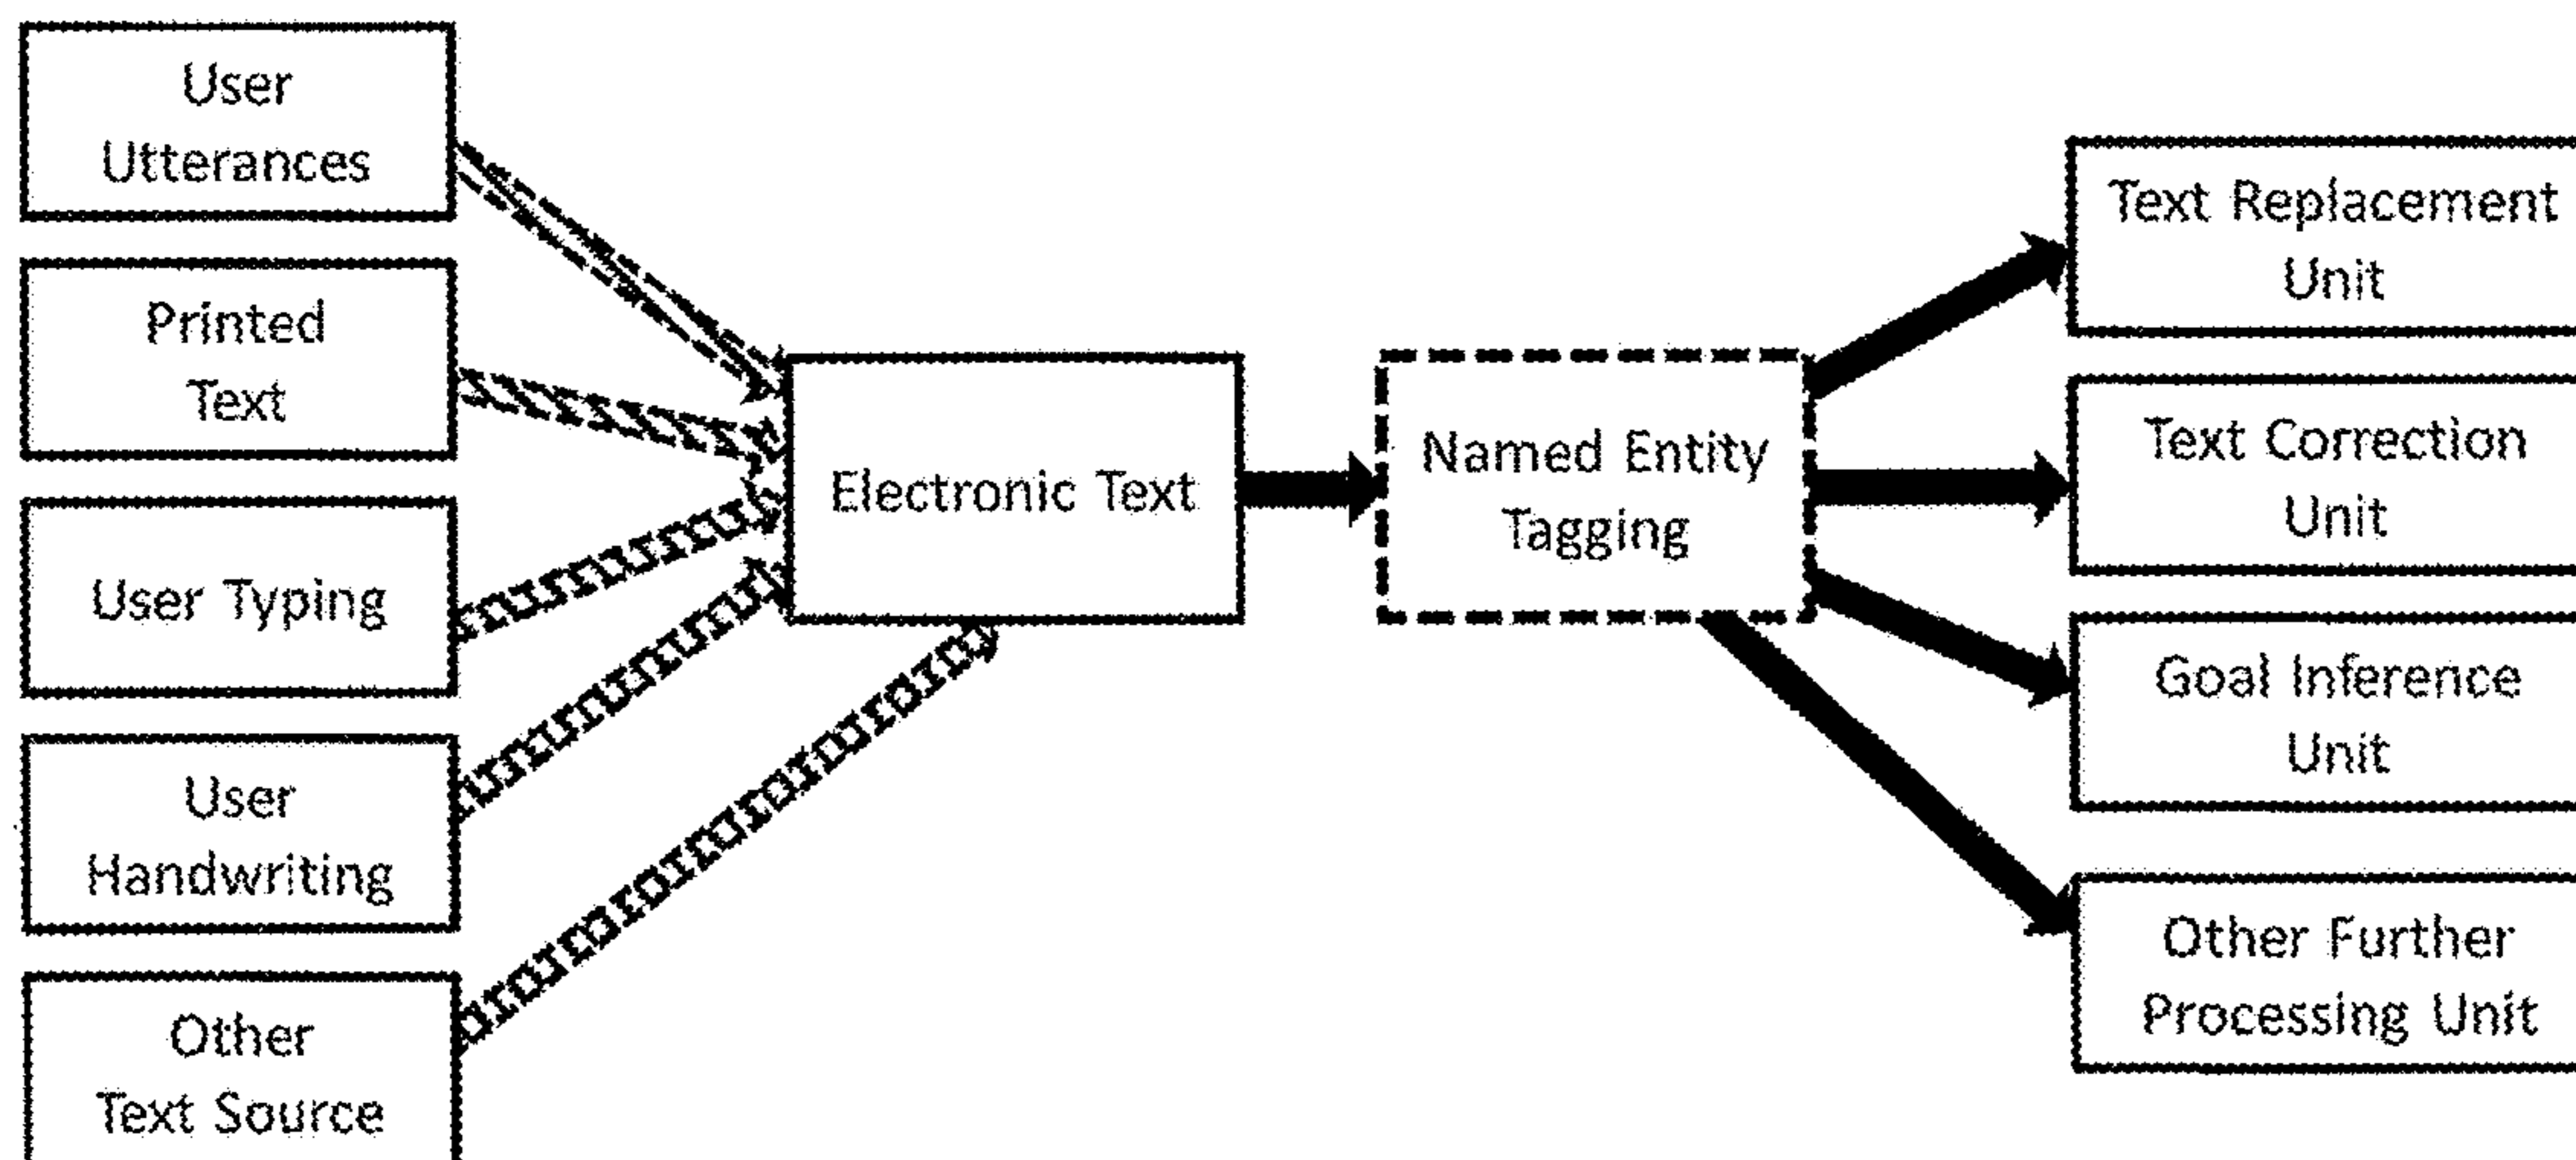 User
Utterances
Printed
Text
User Typing
User
Handwriting
Other
Text Source
Electronic Text
Named Entity
Tagging
Text Replacement
Unit
Text Correction
Unit
Goal Inference
Unit
Other Further
Processing Unit